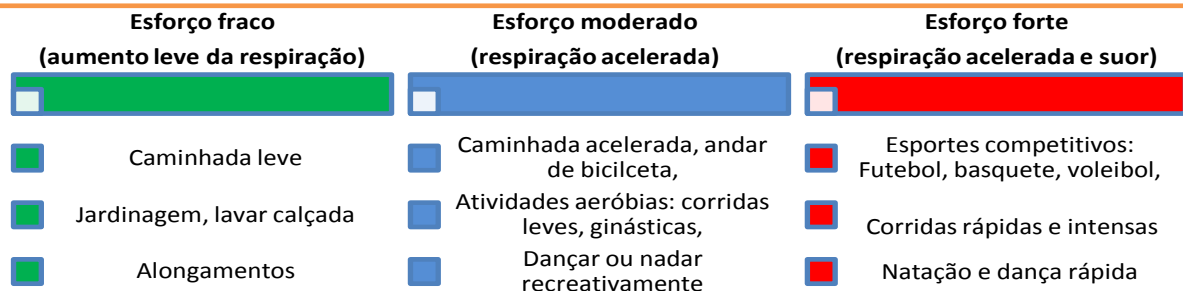 Esforço fraco
(aumento leve da respiração)
Caminhada leve
Jardinagem, lavar calçada
Alongamentos
Esforço moderado
(respiração acelerada)
Caminhada acelerada, andar
de bicilceta,
Atividades aeróbias: corridas
leves, ginásticas,
Dançar ou nadar
recreativamente
Esforço forte
(respiração acelerada e suor)
Esportes competitivos:
Futebol, basquete, voleibol,
Corridas rápidas e intensas
Natação e dança rápida